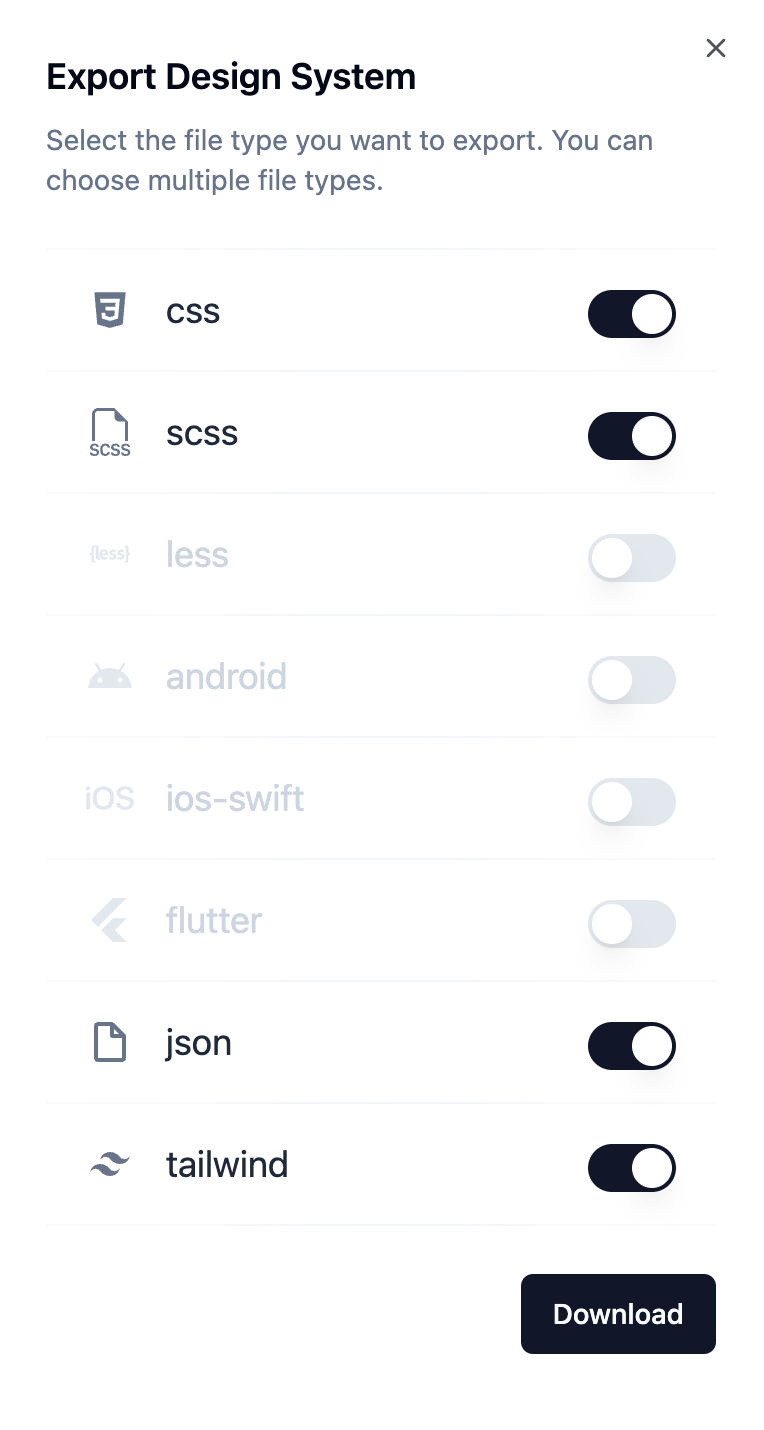 Export Design System
Select the file type you want to export. You can
choose multiple file types.
css
SCSS
scss
{less}
less
android
iOS
ios-swift
flutter
json
tailwind
Download